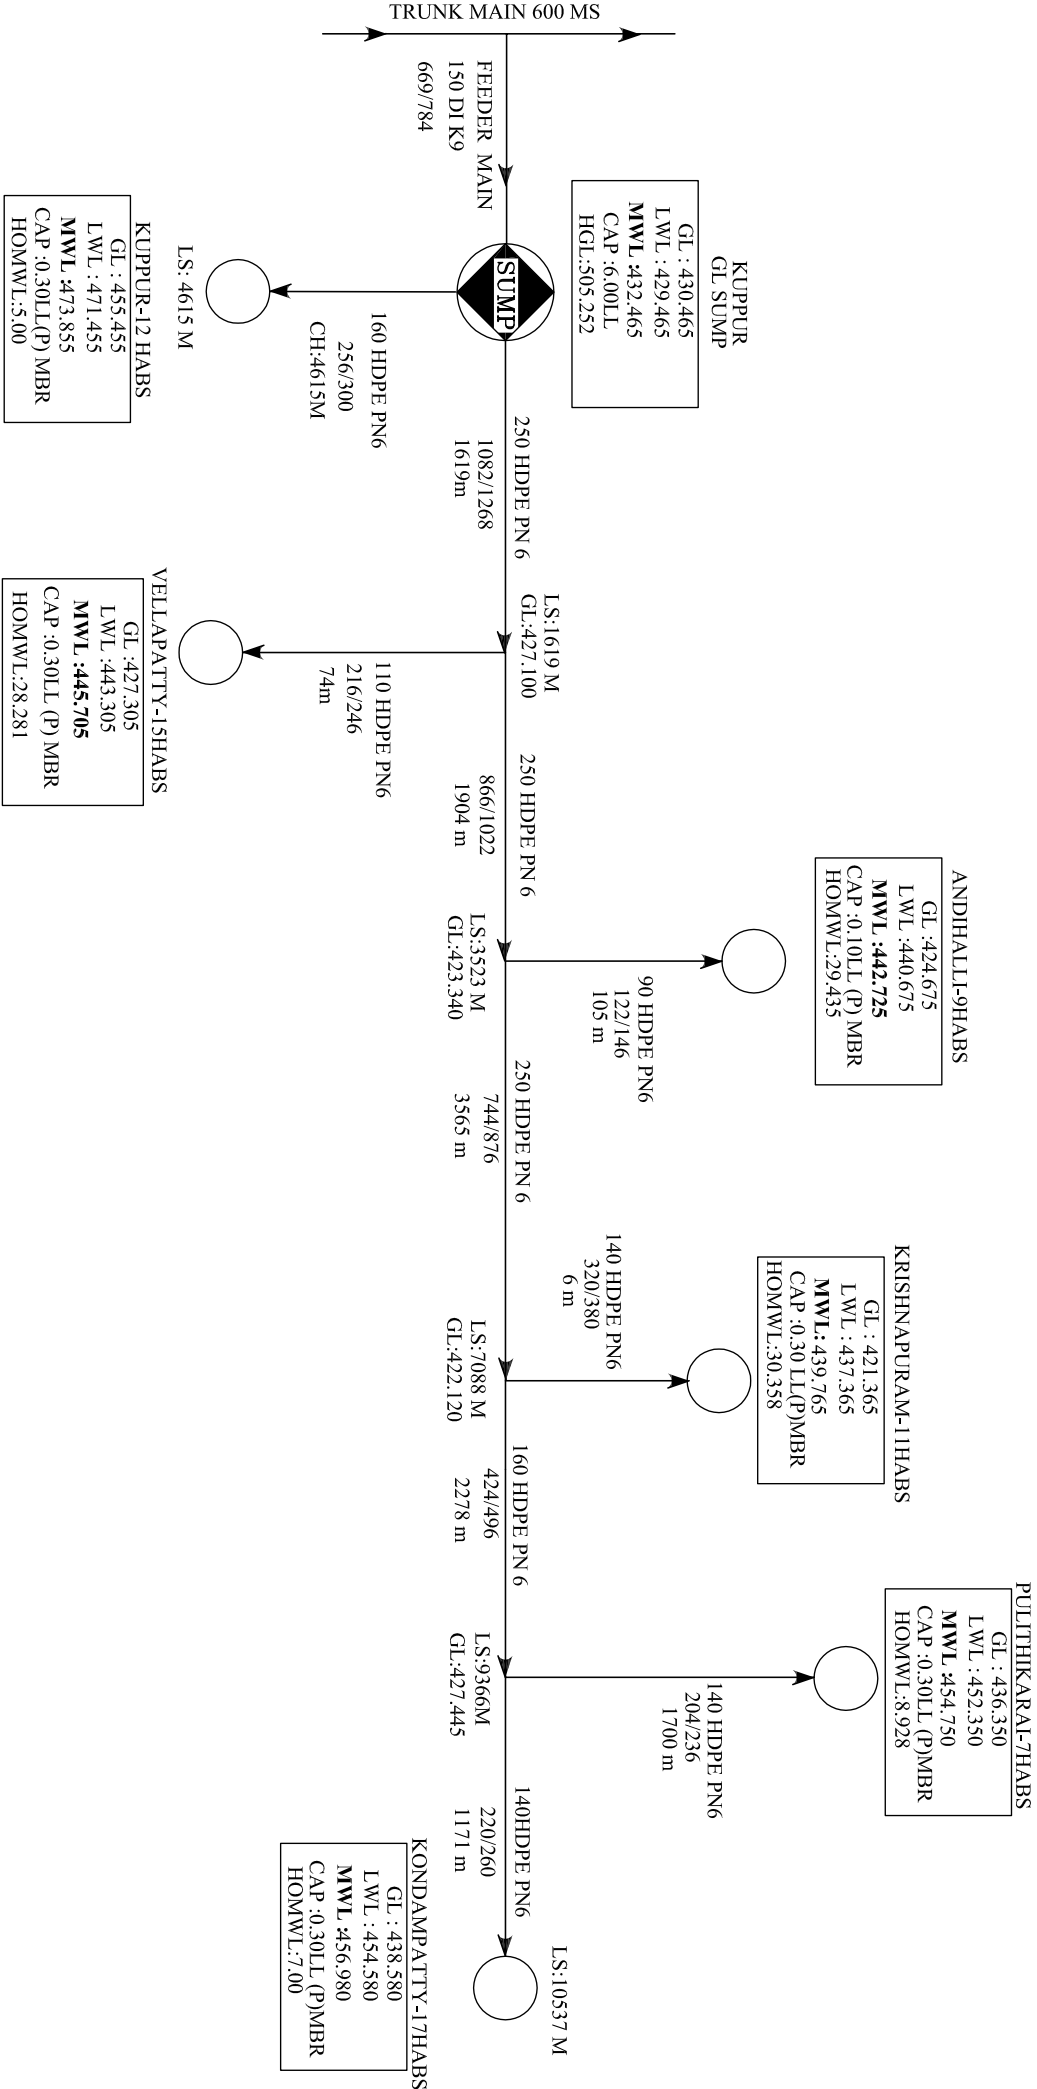 TRUNK MAIN 600 MS
FEEDER MAIN
150 DI K9
669/784
KUPPUR
GL SUMP
GL : 430.465
LWL : 429.465
MWL :432.465
CAP :6.00LL
HGL:505.252
SUMP
160 HDPE PN6
256/300
CH:4615M
LS: 4615 M
KUPPUR-12 HABS
GL : 455.455
LWL : 471.455
MWL :473.855
CAP :0.30LL(P) MBR
HOMWL:5.00
250 HDPE PN 6
1082/1268
1619m
LS:1619 M
GL:427.100
110 HDPE PN6
216/246
74m
VELLAPATTY-15HABS
GL :427.305
LWL :443.305
MWL :445.705
CAP :0.30LL (P) MBR
HOMWL:28.281
250 HDPE PN 6
866/1022
1904 m
ANDIHALLI-9HABS
GL :424.675
LWL :440.675
MWL :442.725
CAP :0.10LL (P) MBR
HOMWL:29.435
LS:3523 M
GL:423.340
90 HDPE PN6
122/146
105 m
250 HDPE PN 6
744/876
3565 m
KRISHNAPURAM-11HABS
GL : 421.365
LWL : 437.365
MWL: 439.765
CAP :0.30 LL(P)MBR
HOMWL:30.358
140 HDPE PN6
320/380
6 m
LS:7088 M
GL:422.120
160 HDPE PN 6
424/496
2278 m
PULITHIKARAI-7HABS
GL : 436.350
LWL : 452.350
MWL :454.750
CAP :0.30LL (P)MBR
HOMWL:8.928
LS:9366M
GL:427.445
140 HDPE PN6
204/236
1700 m
140HDPE PN6
220/260
1171 m
LS:10537 M
KONDAMPATTY-17HABS
GL : 438.580
LWL : 454.580
MWL :456.980
CAP :0.30LL (P)MBR
HOMWL:7.00